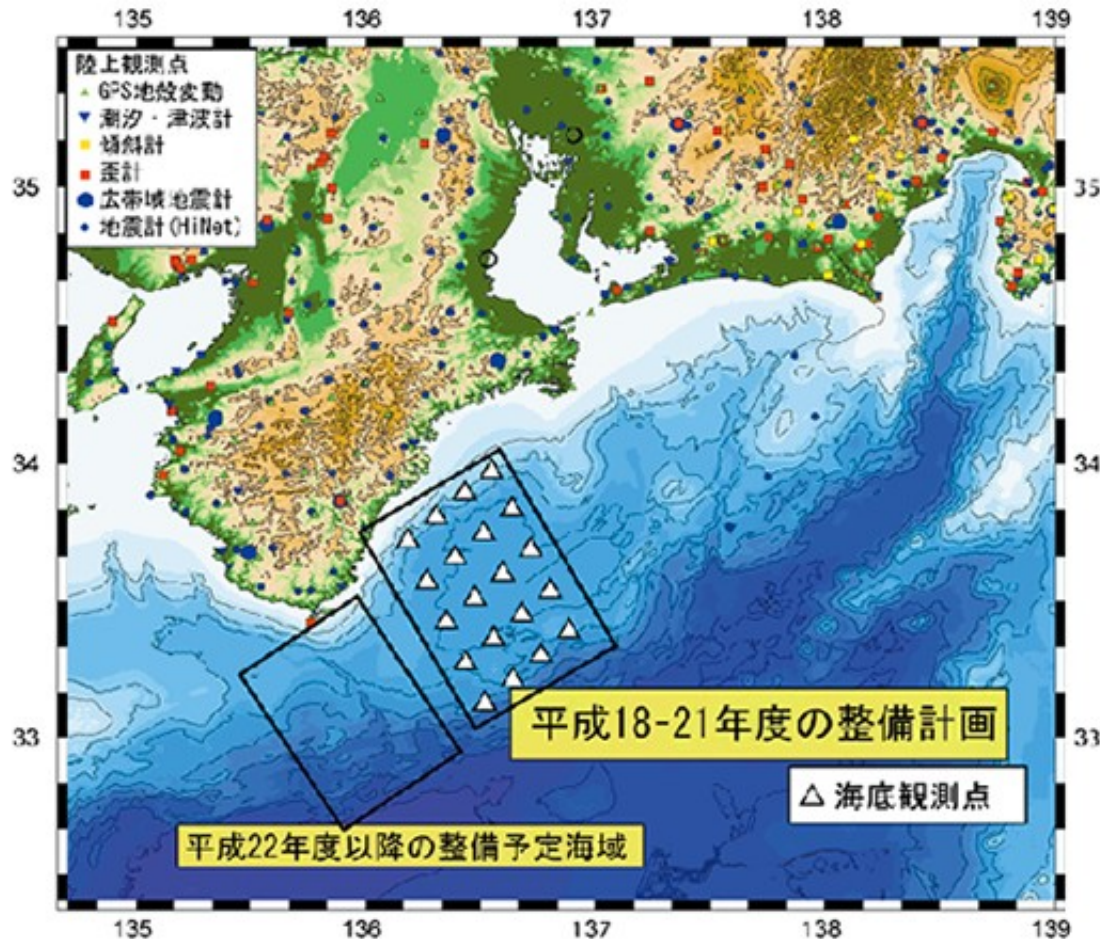 135 136 137 138 139
陸上観測点
GPS地殻変動
潮汐・津波計
傾斜計
歪計
広帯域地震計
地震計(HiNet)
35 35
34 34
33 33
平成18-21年度の整備計画
海底観測点
平成22年度以降の整備予定海域
135 136 137 138 139